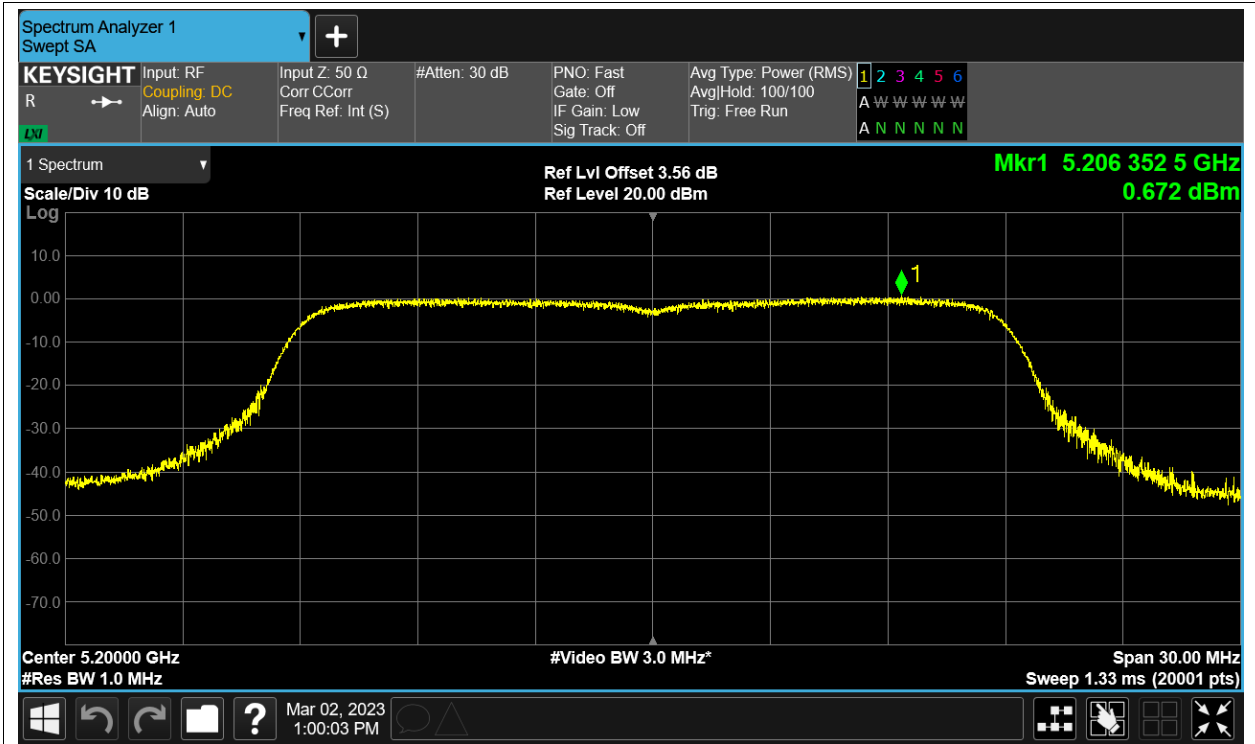 Spectrum Analyzer 1
Swept SA
+
KEYSIGHT
R
LXI
Input: RF
Coupling: DC
Align: Auto
Input Z: 50 Ω
Corr CCorr
Freq Ref: Int (S)
#Atten: 30 dB
PNO: Fast
Gate: Off
IF Gain: Low
Sig Track: Off
Avg Type: Power (RMS)
Avg|Hold: 100/100
Trig: Free Run
1 2 3 4 5 6
A W W W W W
A N N N N N
1 Spectrum
Scale/Div 10 dB
Log
Ref Lvl Offset 3.56 dB
Ref Level 20.00 dBm
Mkr1 5.206 352 5 GHz
0.672 dBm
10.0
0.00
-10.0
-20.0
-30.0
-40.0
-50.0
-60.0
-70.0
1
Center 5.20000 GHz
#Res BW 1.0 MHz
#Video BW 3.0 MHz*
Span 30.00 MHz
Sweep 1.33 ms (20001 pts)
?
Mar 02, 2023
1:00:03 PM